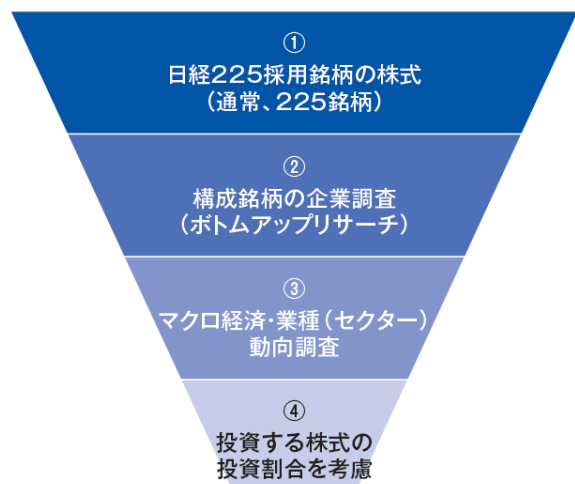 ①
日経225採用銘柄の株式
(通常、225銘柄)
②
構成銘柄の企業調査
(ボトムアップリサーチ)
③
マクロ経済・業種(セクター)
動向調査
④
投資する株式の
投資割合を考慮